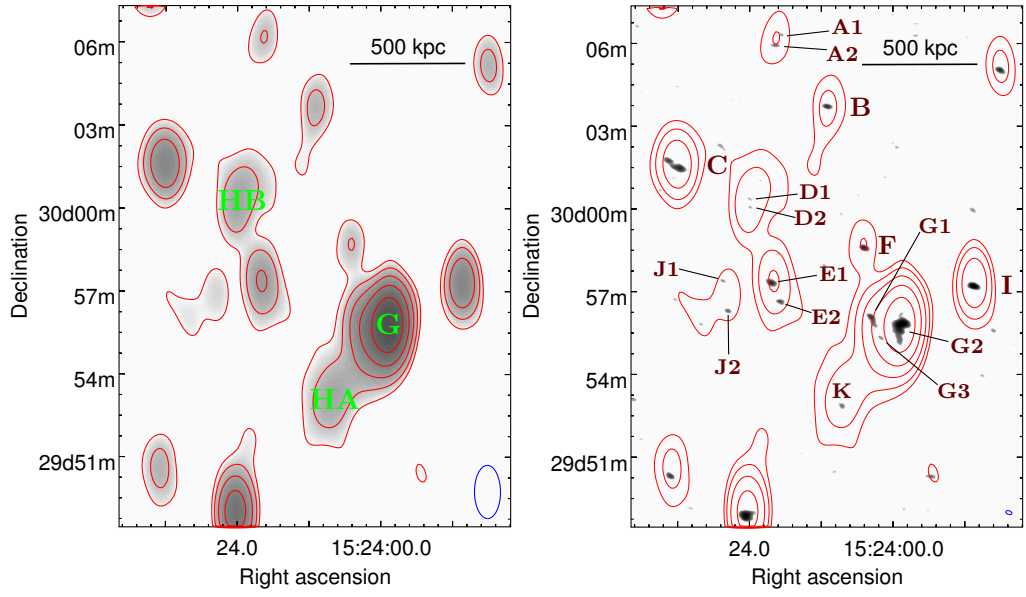 06m
03m
30d00m
57m
54m
29d51m
Declination
500 kpc
HB
G
HA
24.0
15:24:00.0
Right ascension
06m
03m
30d00m
57m
54m
29d51m
Declination
500 kpc
A1
A2
B
C
D1
D2
F
G1
J1
E1
I
E2
G2
J2
G3
K
24.0
15:24:00.0
Right ascension